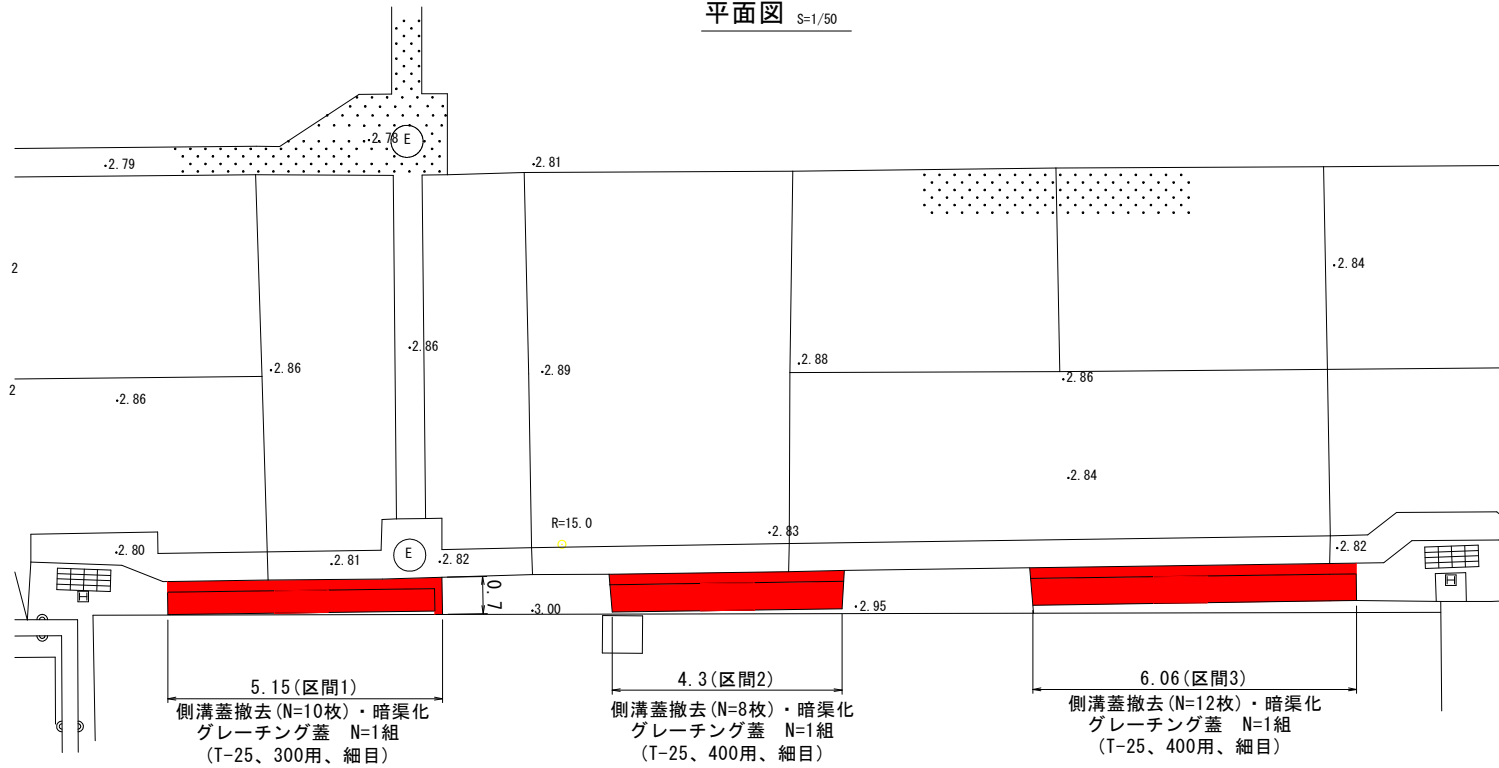 平面図 S=1/50
・2.78 E
・2.79
・2.81
2
・2.84
・2.86
・2.86
・2.89
・2.88
・2.86
2
・2.86
・2.84
R=15.0
・2.83
・2.80
・2.81
E
・2.82
・2.82
0.7
・3.00
・2.95
5.15(区間1)
側溝蓋撤去(N=10枚)・暗渠化
グレーチング蓋 N=1組
(T-25、300用、細目)
4.3(区間2)
側溝蓋撤去(N=8枚)・暗渠化
グレーチング蓋 N=1組
(T-25、400用、細目)
6.06(区間3)
側溝蓋撤去(N=12枚)・暗渠化
グレーチング蓋 N=1組
(T-25、400用、細目)